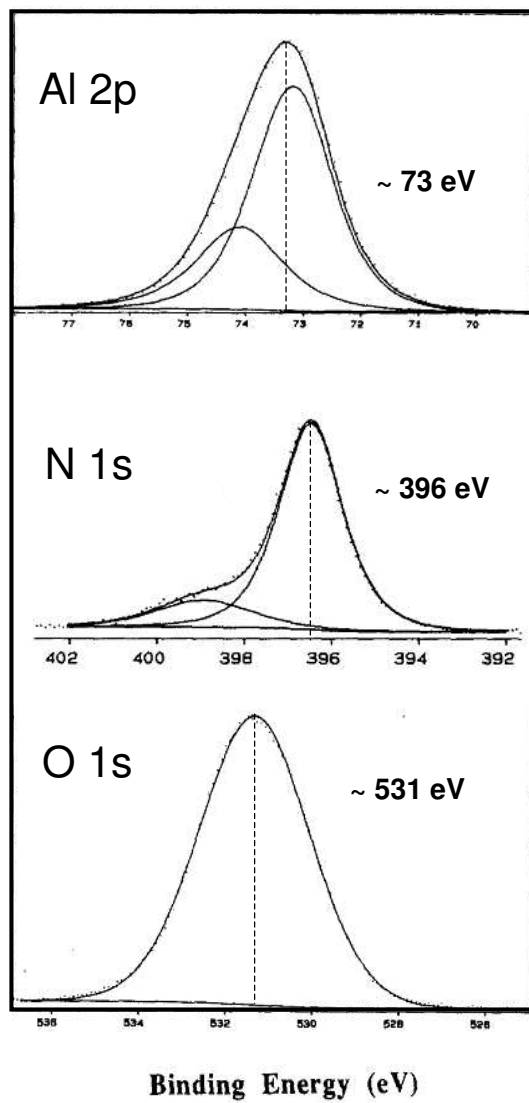 Al 2p
~ 73 eV
77 76 75 74 73 72 71 70
N 1s
~ 396 eV
402 400 398 396 394 392
O 1s
~ 531 eV
536 534 532 530 528 526
Binding Energy (eV)